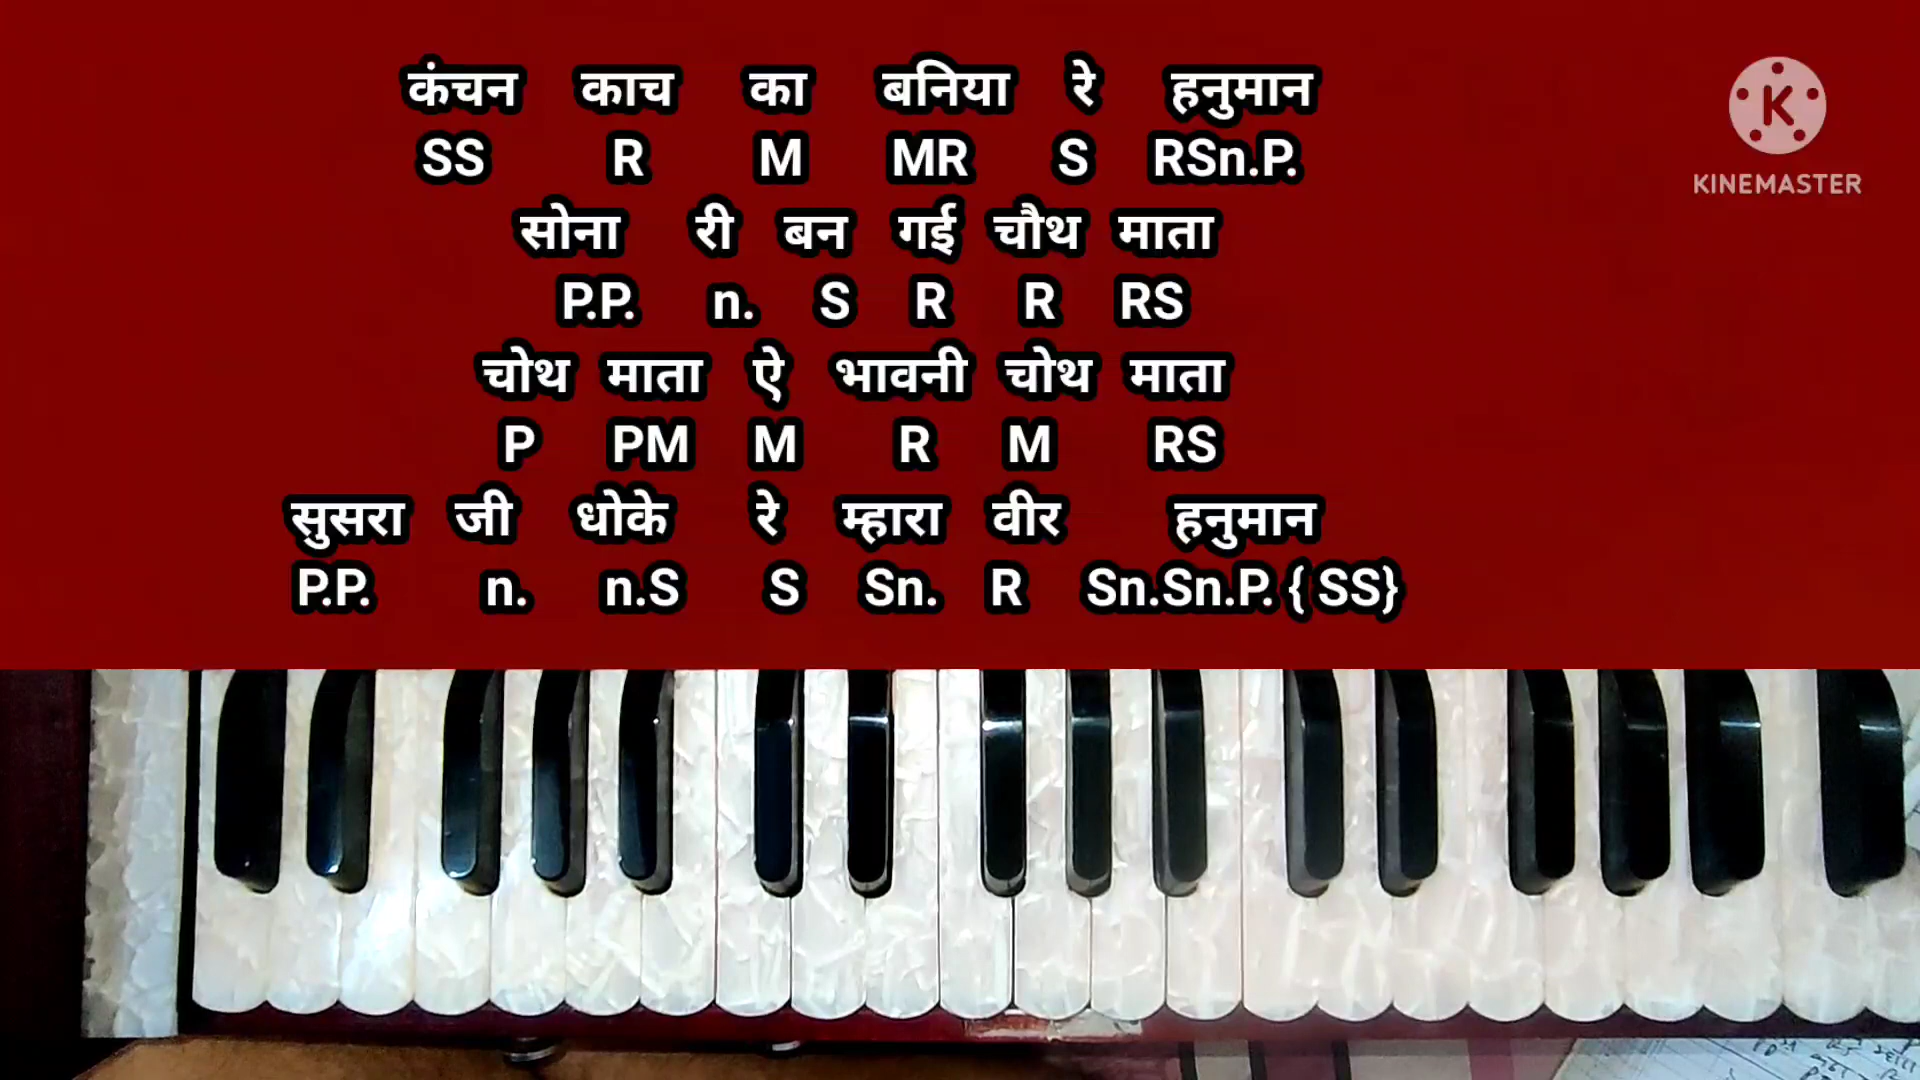 कंचन काच का बनिया रे हनुमान
SS R M MR S RSn.P.
सोना री बन गई चौथ माता
P.P. n. S R R RS
चोथ माता ऐ भावनी चोथ माता
P PM M R M RS
सुसरा जी धोके रे म्हारा वीर हनुमान
P.P. n. n.S S Sn. R Sn.Sn.P. { SS}
K
KINEMASTER